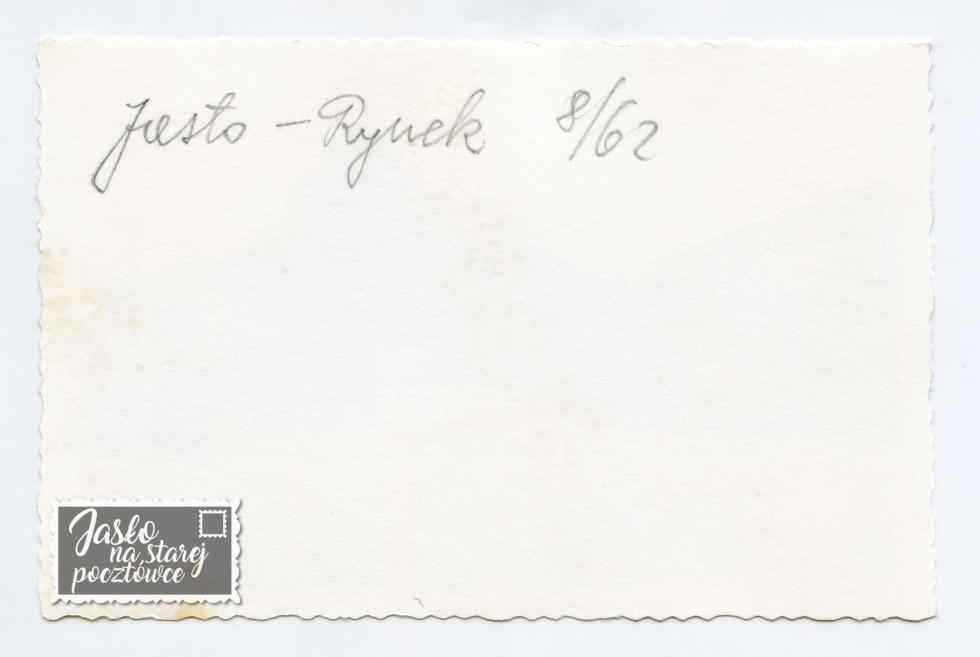 Jasło – Rynek 8/62
Jasło
na starej
pocztówce